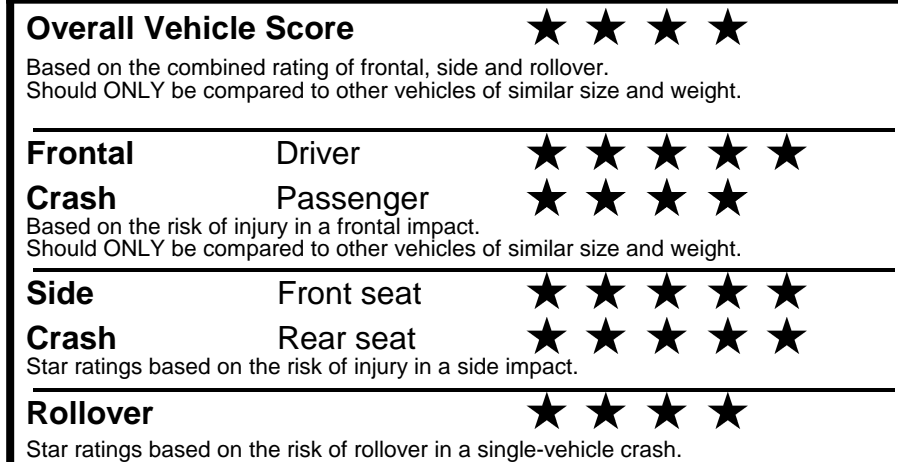 Overall Vehicle Score ★ ★ ★ ★
Based on the combined rating of frontal, side and rollover.
Should ONLY be compared to other vehicles of similar size and weight.
Frontal Driver ★ ★ ★ ★ ★
Crash Passenger ★ ★ ★ ★
Based on the risk of injury in a frontal impact.
Should ONLY be compared to other vehicles of similar size and weight.
Side Front seat ★ ★ ★ ★ ★
Crash Rear seat ★ ★ ★ ★ ★
Star ratings based on the risk of injury in a side impact.
Rollover ★ ★ ★ ★
Star ratings based on the risk of rollover in a single-vehicle crash.